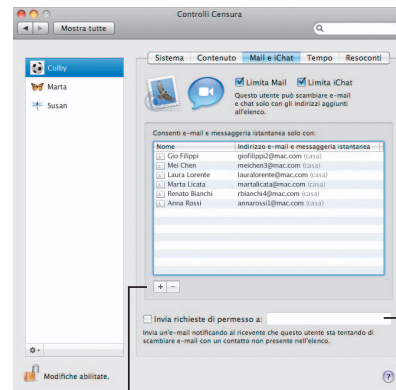 Controlli Censura
Mostra tutte
Colby
Marta
Susan
Sistema Contenuto Mail e iChat Tempo Resoconti
Limita Mail Limita iChat
Questo utente può scambiare e-mail
e chat solo con gli indirizzi aggiunti
all'elenco.
Consenti e-mail e messaggeria istantanea solo con:
Nome Indirizzo e-mail e messaggeria istantanea
Gio Filippi giofilippi2@mac.com (casa)
Mei Chen meichen3@mac.com (casa)
Laura Lorente lauralorente@mac.com (casa)
Marta Licata martalicata@mac.com (casa)
Renato Bianchi rbianchi4@mac.com (casa)
Anna Rossi annarossi1@mac.com (casa)
+ −
Invia richieste di permesso a:
Invia un'e-mail notificando al ricevente che questo utente sta tentando di
scambiare e-mail con un contatto non presente nell'elenco.
Modifiche abilitate.
?